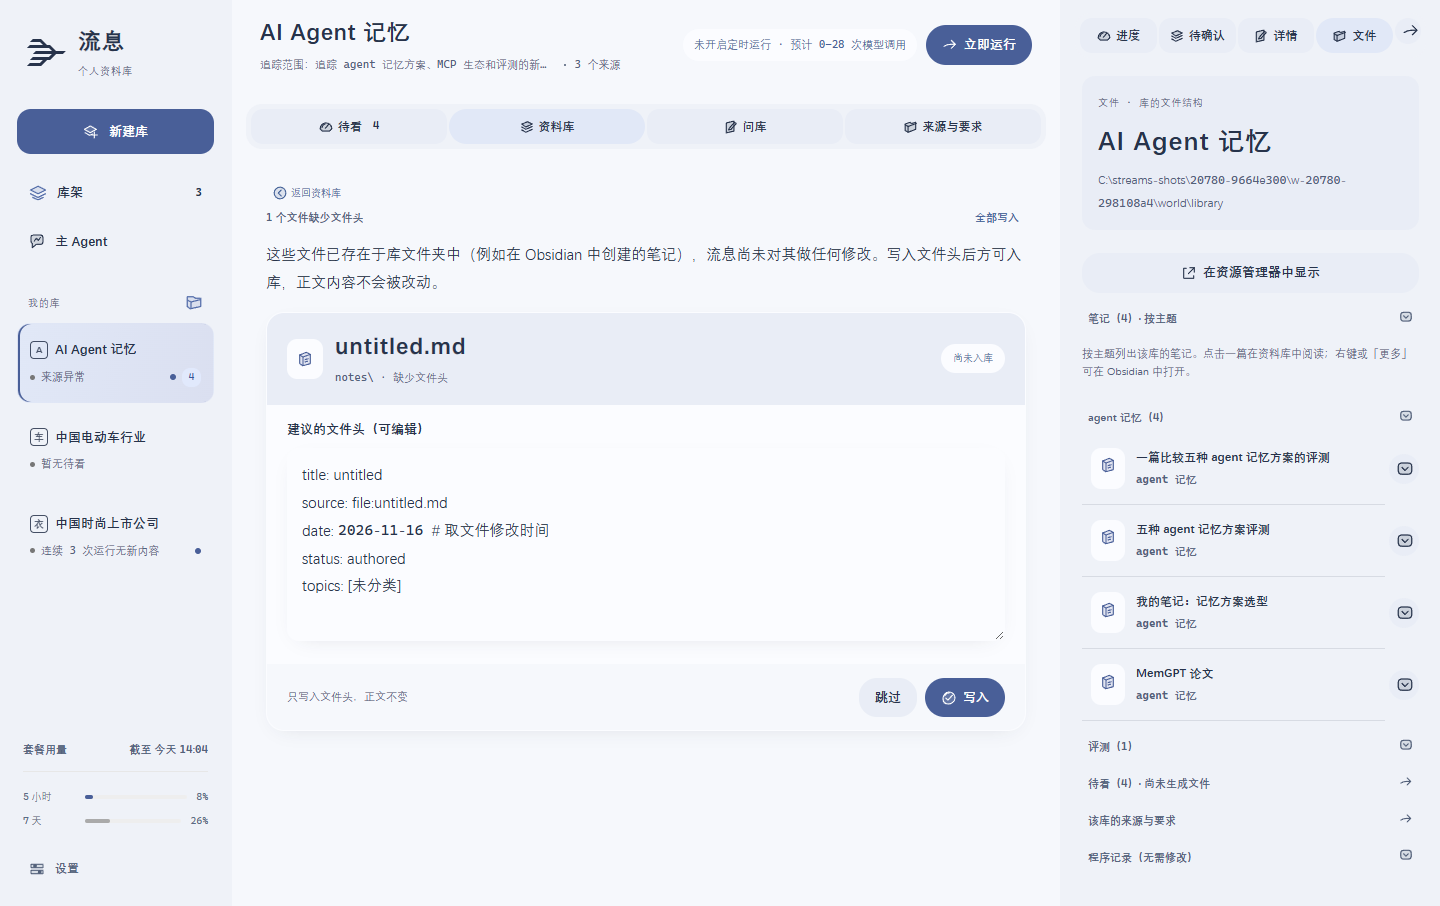 流息
个人资料库
新建库
库架 3
主 Agent
我的库
A AI Agent 记忆
来源异常 4
车 中国电动车行业
暂无待看
衣 中国时尚上市公司
连续 3 次运行无新内容
套餐用量 截至 今天 14:04
5 小时 8%
7 天 26%
设置
AI Agent 记忆
追踪范围：追踪 agent 记忆方案、MCP 生态和评测的新… · 3 个来源
未开启定时运行 · 预计 0–28 次模型调用
立即运行
待看 4
资料库
问库
来源与要求
返回资料库
1 个文件缺少文件头 全部写入
这些文件已存在于库文件夹中（例如在 Obsidian 中创建的笔记），流息尚未对其做任何修改。写入文件头后方可入
库，正文内容不会被改动。
untitled.md
notes\ · 缺少文件头
尚未入库
建议的文件头（可编辑）
title: untitled
source: file:untitled.md
date: 2026-11-16 # 取文件修改时间
status: authored
topics: [未分类]
只写入文件头，正文不变
跳过
写入
进度
待确认
详情
文件
文件 · 库的文件结构
AI Agent 记忆
C:\streams-shots\20780-9664e300\w-20780-
298108a4\world\library
在资源管理器中显示
笔记（4）· 按主题
按主题列出该库的笔记。点击一篇在资料库中阅读；右键或「更多」
可在 Obsidian 中打开。
agent 记忆（4）
一篇比较五种 agent 记忆方案的评测
agent 记忆
五种 agent 记忆方案评测
agent 记忆
我的笔记：记忆方案选型
agent 记忆
MemGPT 论文
agent 记忆
评测（1）
待看（4）· 尚未生成文件
该库的来源与要求
程序记录（无需修改）